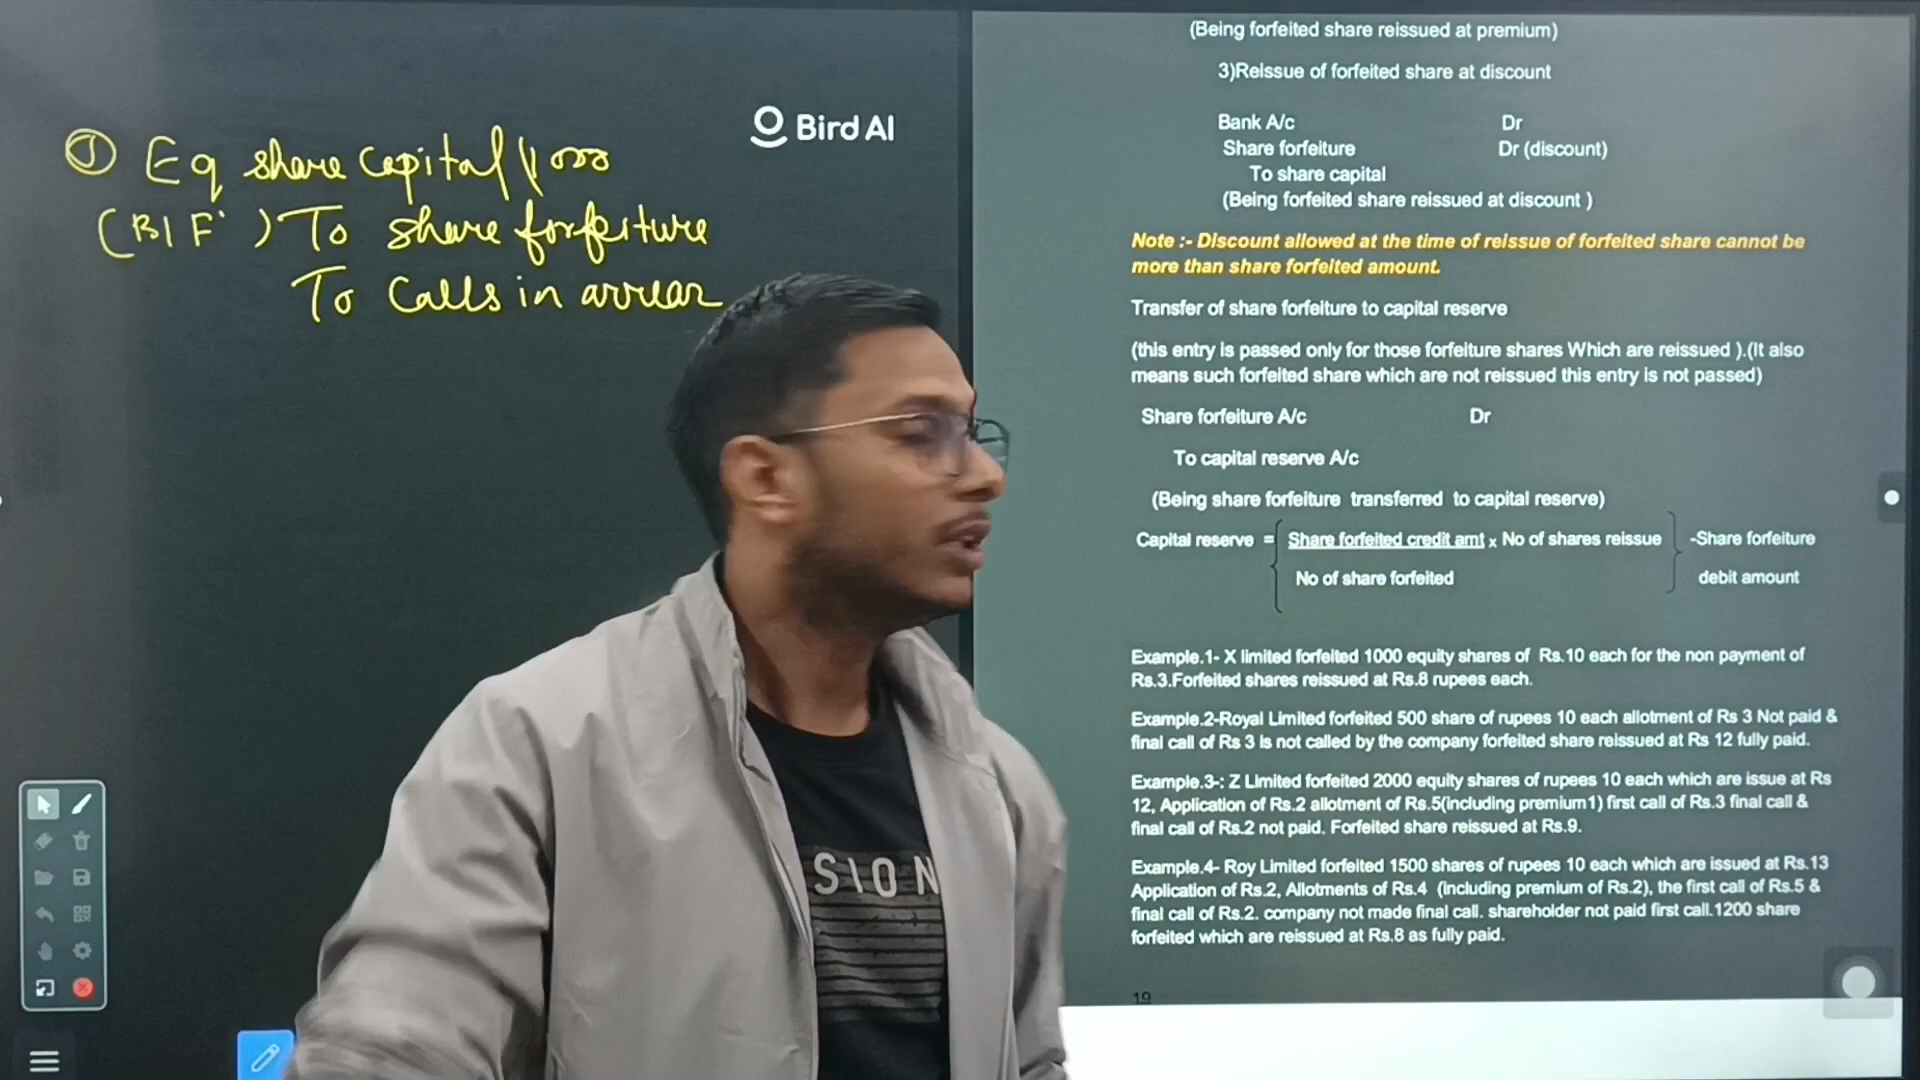 Eq share capital 1000
(BIF ) To share forfeiture
To Calls in arrear
Bird AI
SION
(Being forfeited share reissued at premium)
3)Reissue of forfeited share at discount
Bank A/c Dr
Share forfeiture Dr (discount)
To share capital
(Being forfeited share reissued at discount )
Note :- Discount allowed at the time of reissue of forfeited share cannot be
more than share forfeited amount.
Transfer of share forfeiture to capital reserve
(this entry is passed only for those forfeiture shares Which are reissued ).(It also
means such forfeited share which are not reissued this entry is not passed)
Share forfeiture A/c Dr
To capital reserve A/c
(Being share forfeiture transferred to capital reserve)
Capital reserve = Share forfeited credit amt x No of shares reissue -Share forfeiture
No of share forfeited debit amount
Example.1- X limited forfeited 1000 equity shares of Rs.10 each for the non payment of
Rs.3.Forfeited shares reissued at Rs.8 rupees each.
Example.2-Royal Limited forfeited 500 share of rupees 10 each allotment of Rs 3 Not paid &
final call of Rs 3 is not called by the company forfeited share reissued at Rs 12 fully paid.
Example.3-: Z Limited forfeited 2000 equity shares of rupees 10 each which are issue at Rs
12, Application of Rs.2 allotment of Rs.5(including premium1) first call of Rs.3 final call &
final call of Rs.2 not paid. Forfeited share reissued at Rs.9.
Example.4- Roy Limited forfeited 1500 shares of rupees 10 each which are issued at Rs.13
Application of Rs.2, Allotments of Rs.4 (including premium of Rs.2), the first call of Rs.5 &
final call of Rs.2. company not made final call. shareholder not paid first call.1200 share
forfeited which are reissued at Rs.8 as fully paid.
19